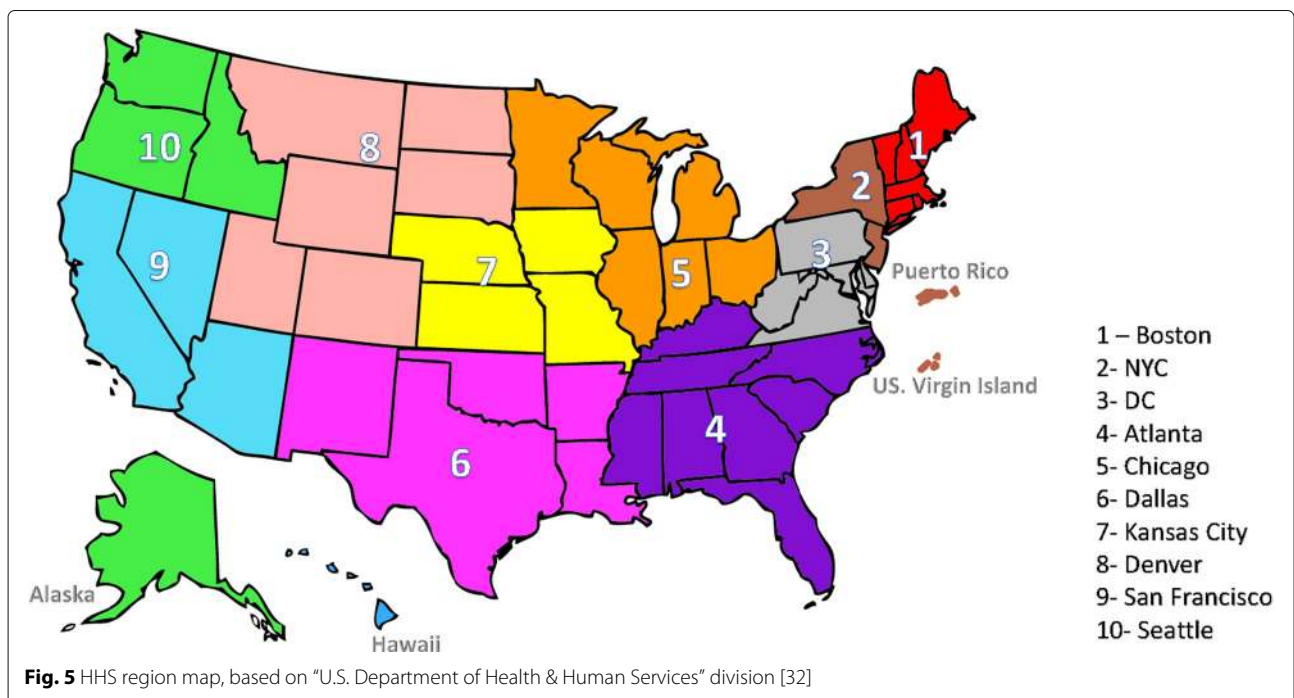 1
10
8
2
9
7
5
3
Puerto Rico
US. Virgin Island
4
6
Alaska
Hawaii
1 – Boston
2- NYC
3- DC
4- Atlanta
5- Chicago
6- Dallas
7- Kansas City
8- Denver
9- San Francisco
10- Seattle
Fig. 5 HHS region map, based on "U.S. Department of Health & Human Services" division [32]